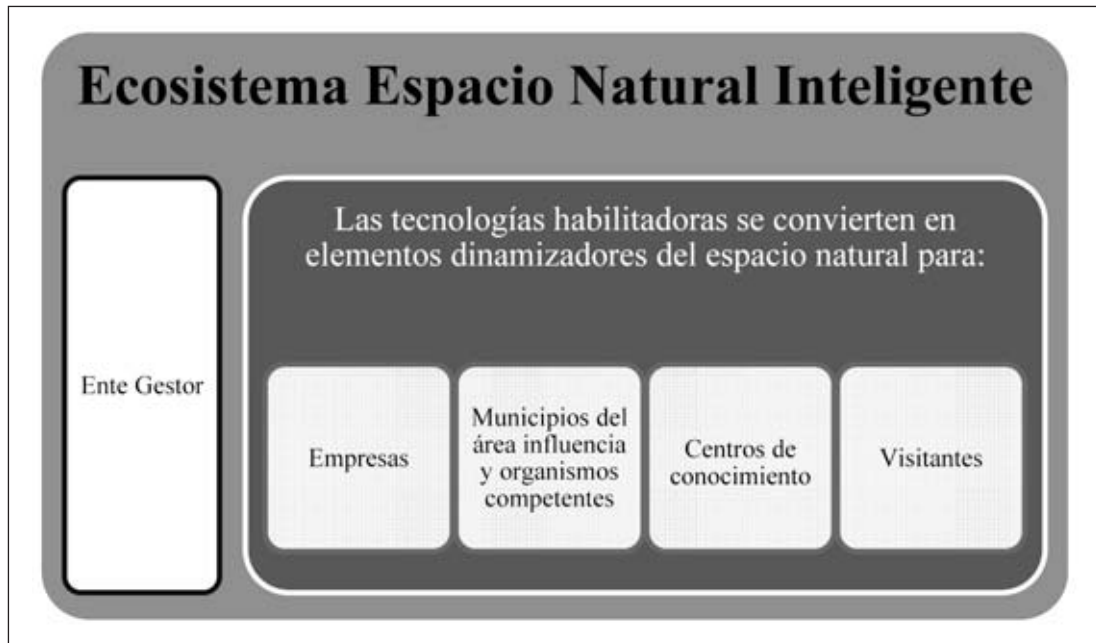 Ecosistema Espacio Natural Inteligente
Ente Gestor
Las tecnologías habilitadoras se convierten en
elementos dinamizadores del espacio natural para:
Empresas
Municipios del
área influencia
y organismos
competentes
Centros de
conocimiento
Visitantes